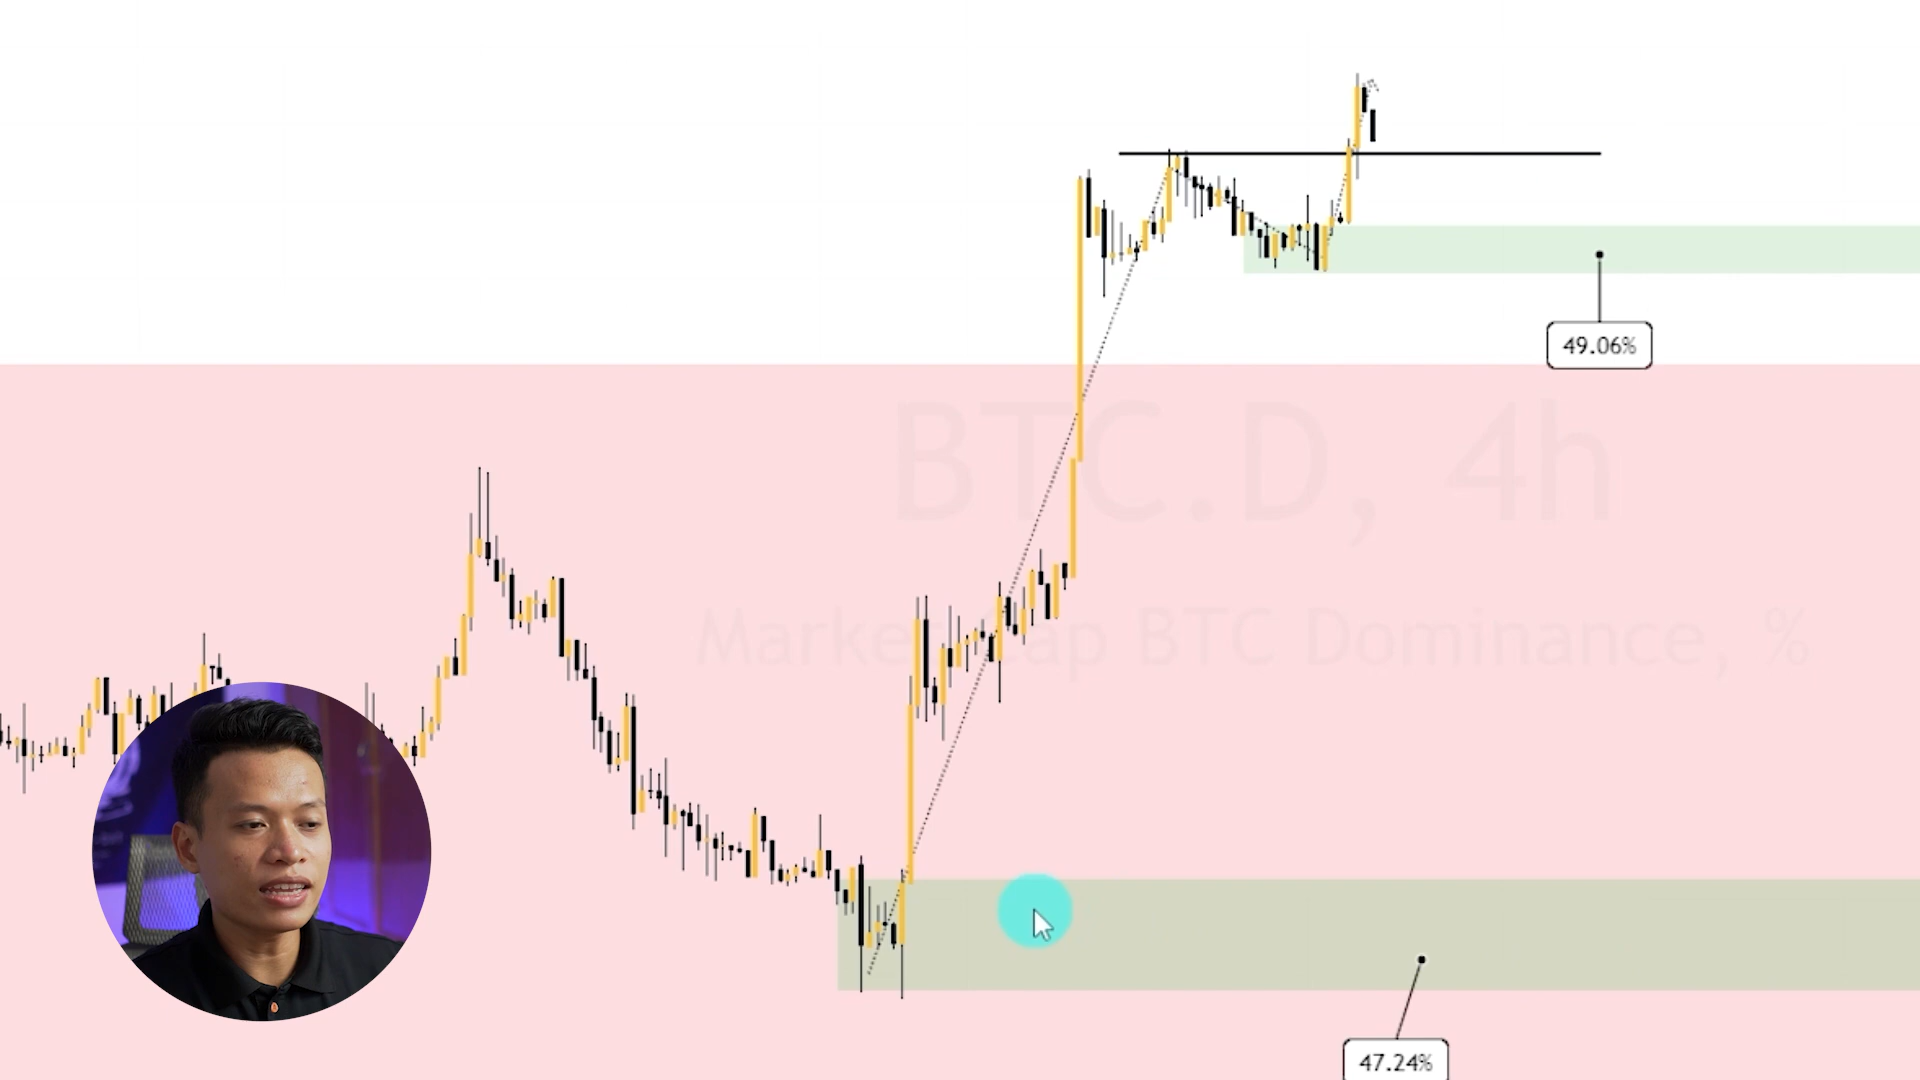 49.06%
BTC.D, 4h
Market Cap BTC Dominance, %
47.24%